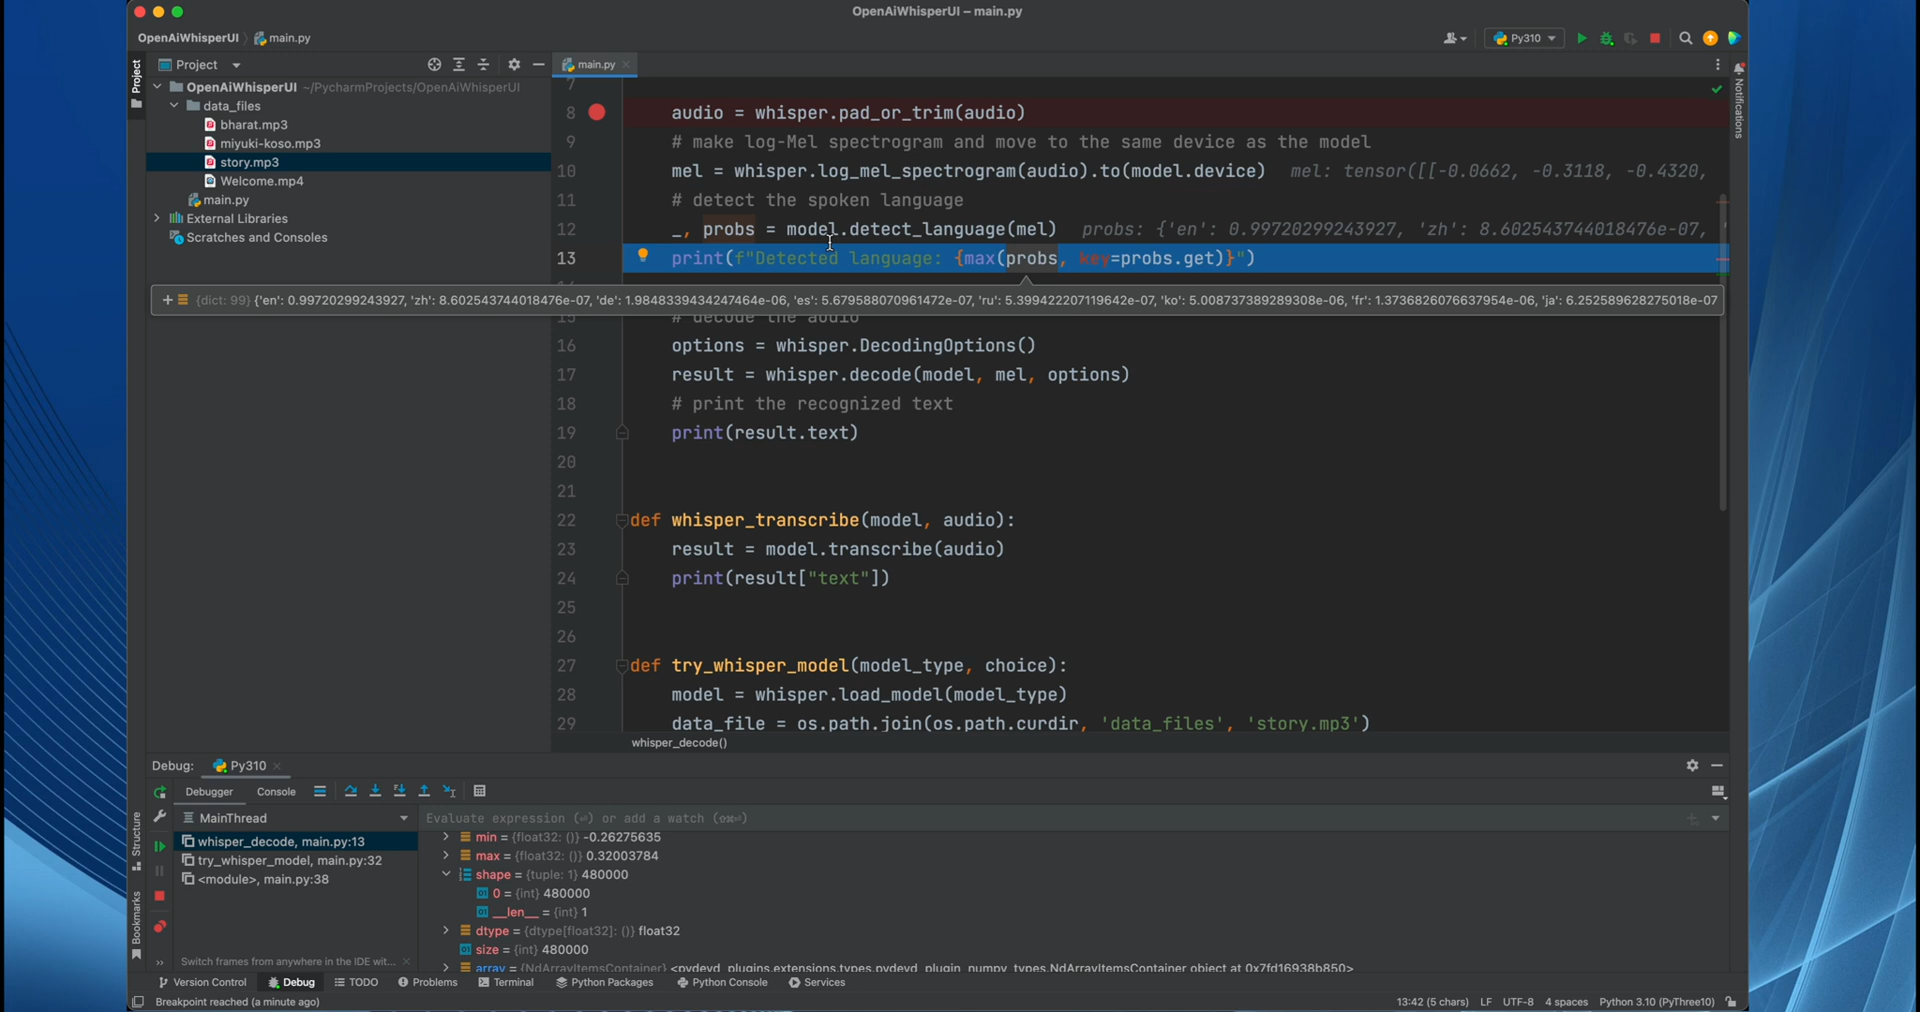 OpenAiWhisperUI – main.py
OpenAiWhisperUI
main.py
Py310
Project
Project
main.py
OpenAiWhisperUI ~/PycharmProjects/OpenAiWhisperUI
data_files
bharat.mp3
miyuki-koso.mp3
story.mp3
Welcome.mp4
main.py
External Libraries
Scratches and Consoles
Notifications
7
8 audio = whisper.pad_or_trim(audio)
9 # make log-Mel spectrogram and move to the same device as the model
10 mel = whisper.log_mel_spectrogram(audio).to(model.device) mel: tensor([[-0.0662, -0.3118, -0.4320,
11 # detect the spoken language
12 _, probs = model.detect_language(mel) probs: {'en': 0.99720299243927, 'zh': 8.602543744018476e-07, '
13 print(f"Detected language: {max(probs, key=probs.get)}")
{dict: 99} {'en': 0.99720299243927, 'zh': 8.602543744018476e-07, 'de': 1.98483394342474​64e-06, 'es': 5.679588070961472e-07, 'ru': 5.399422207119642e-07, 'ko': 5.008737389289308e-06, 'fr': 1.3736826076637954e-06, 'ja': 6.252589628275018e-07
15 # decode the audio
16 options = whisper.DecodingOptions()
17 result = whisper.decode(model, mel, options)
18 # print the recognized text
19 print(result.text)
20
21
22 def whisper_transcribe(model, audio):
23 result = model.transcribe(audio)
24 print(result["text"])
25
26
27 def try_whisper_model(model_type, choice):
28 model = whisper.load_model(model_type)
29 data_file = os.path.join(os.path.curdir, 'data_files', 'story.mp3')
whisper_decode()
Debug: Py310
Debugger Console
MainThread
Evaluate expression (⏎) or add a watch (⇧⌘⏎)
whisper_decode, main.py:13
try_whisper_model, main.py:32
<module>, main.py:38
Switch frames from anywhere in the IDE wit...
min = {float32: ()} -0.26275635
max = {float32: ()} 0.32003784
shape = {tuple: 1} 480000
0 = {int} 480000
__len__ = {int} 1
dtype = {dtype[float32]: ()} float32
size = {int} 480000
array = {NdArrayItemsContainer} <pydevd_plugins.extensions.types.pydevd_plugin_numpy_types.NdArrayItemsContainer object at 0x7fd16938b850>
Structure
Bookmarks
Version Control Debug TODO Problems Terminal Python Packages Python Console Services
Breakpoint reached (a minute ago)
13:42 (5 chars) LF UTF-8 4 spaces Python 3.10 (PyThree10)